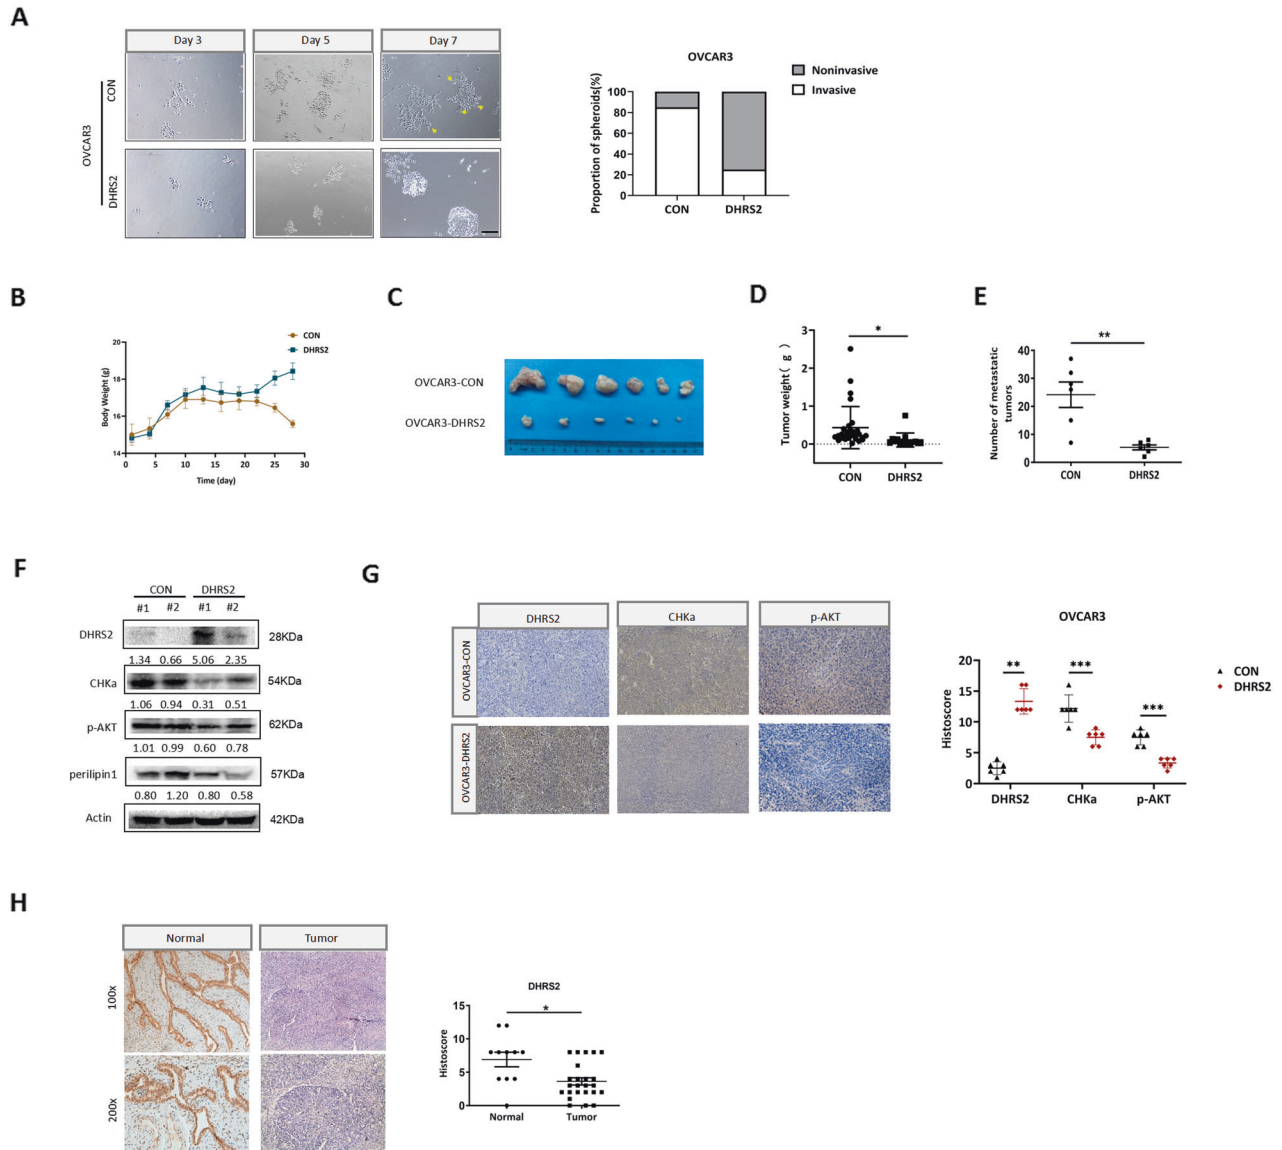 A
Day 3
Day 5
Day 7
OVCAR3
CON
DHRS2
OVCAR3
Noninvasive
Invasive
Proportion of spheroids(%)
100
80
60
40
20
0
CON
DHRS2
B
CON
DHRS2
Body Weight (g)
20
18
16
14
0
5
10
15
20
25
30
Time (day)
C
OVCAR3-CON
OVCAR3-DHRS2
D
Tumor weight( g )
3
2
1
0
*
CON
DHRS2
E
Number of metastatic
tumors
40
30
20
10
0
**
CON
DHRS2
F
CON DHRS2
#1 #2 #1 #2
DHRS2 28KDa
1.34 0.66 5.06 2.35
CHKa 54KDa
1.06 0.94 0.31 0.51
p-AKT 62KDa
1.01 0.99 0.60 0.78
perilipin1 57KDa
0.80 1.20 0.80 0.58
Actin 42KDa
G
DHRS2
CHKa
p-AKT
OVCAR3-CON
OVCAR3-DHRS2
OVCAR3
CON
DHRS2
Histoscore
20
15
10
5
0
**
***
***
DHRS2
CHKa
p-AKT
H
Normal
Tumor
100x
200x
DHRS2
Histoscore
15
10
5
0
*
Normal
Tumor